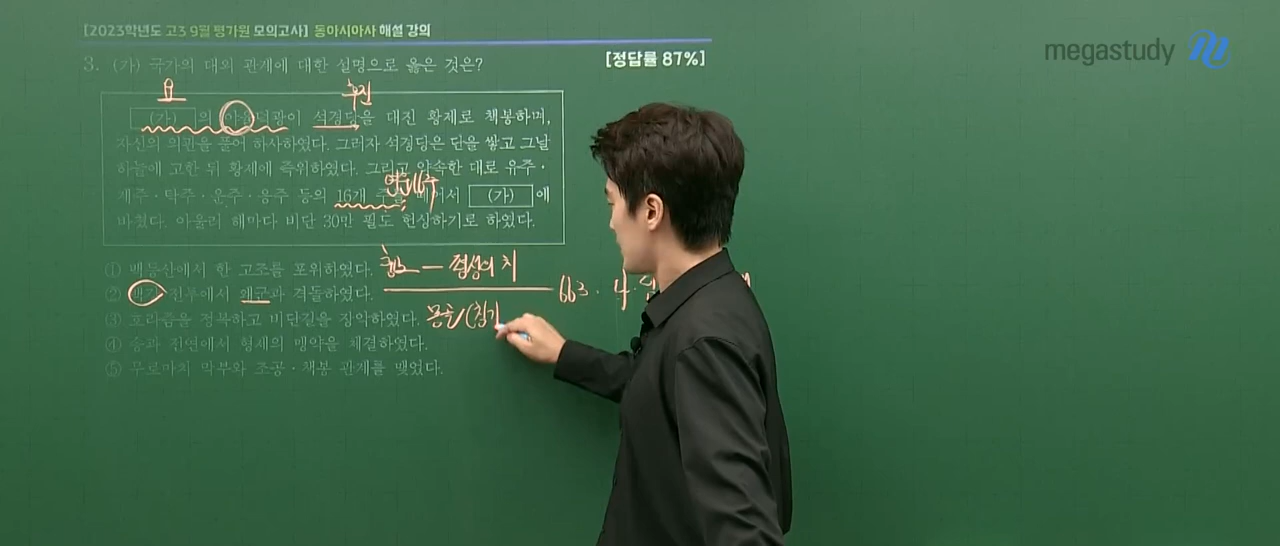 [2023학년도 고3 9월 평가원 모의고사] 동아시아사 해설 강의
megastudy
3. (가) 국가의 대외 관계에 대한 설명으로 옳은 것은?
[정답률 87%]
요
후진
(가) 의 야율덕광이 석경당을 대진 황제로 책봉하며,
자신의 의관을 풀어 하사하였다. 그러자 석경당은 단을 쌓고 그날
하늘에 고한 뒤 황제에 즉위하였다. 그리고 약속한 대로 유주·
계주·탁주·운주·응주 등의 16개 주를 떼어서 (가) 에
연운16주
바쳤다. 아울러 해마다 비단 30만 필도 헌상하기로 하였다.
① 백등산에서 한 고조를 포위하였다.
흉노 — 평성의 치
② 백강 전투에서 왜군과 격돌하였다.
663.
③ 호라즘을 정복하고 비단길을 장악하였다.
몽골(칭기
④ 송과 전연에서 형제의 맹약을 체결하였다.
⑤ 무로마치 막부와 조공·책봉 관계를 맺었다.